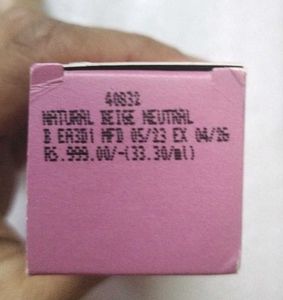 40832
NATURAL BEIGE NEUTRAL
B EA3D1 MFD 05/23 EX 04/26
RS.999.00/-(33.30/ml)